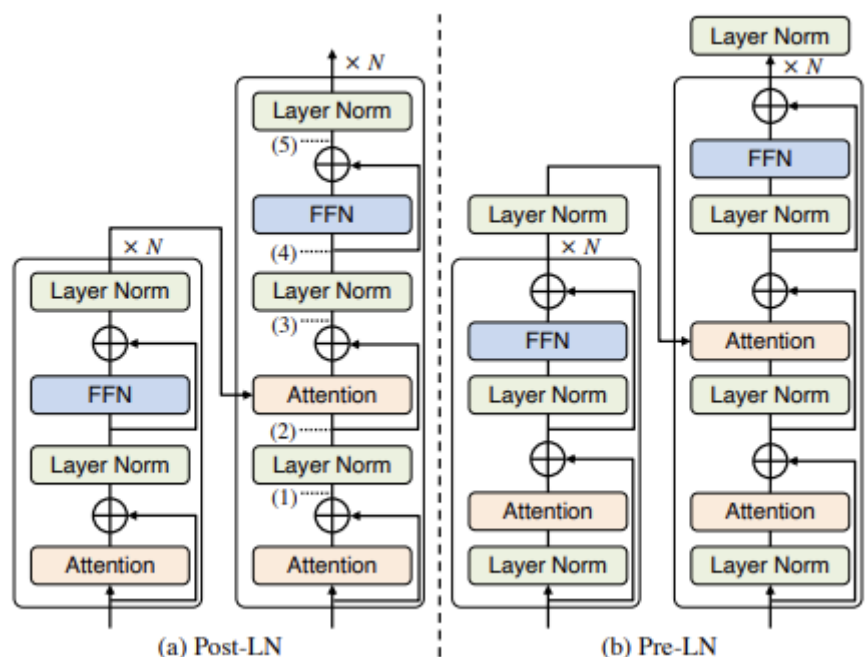 × N
Layer Norm
(5)
FFN
(4)
Layer Norm
(3)
Attention
(2)
Layer Norm
(1)
Attention
× N
Layer Norm
FFN
Layer Norm
Attention
(a) Post-LN
Layer Norm
× N
FFN
Layer Norm
Attention
Layer Norm
Attention
Layer Norm
Layer Norm
× N
FFN
Layer Norm
Attention
Layer Norm
(b) Pre-LN